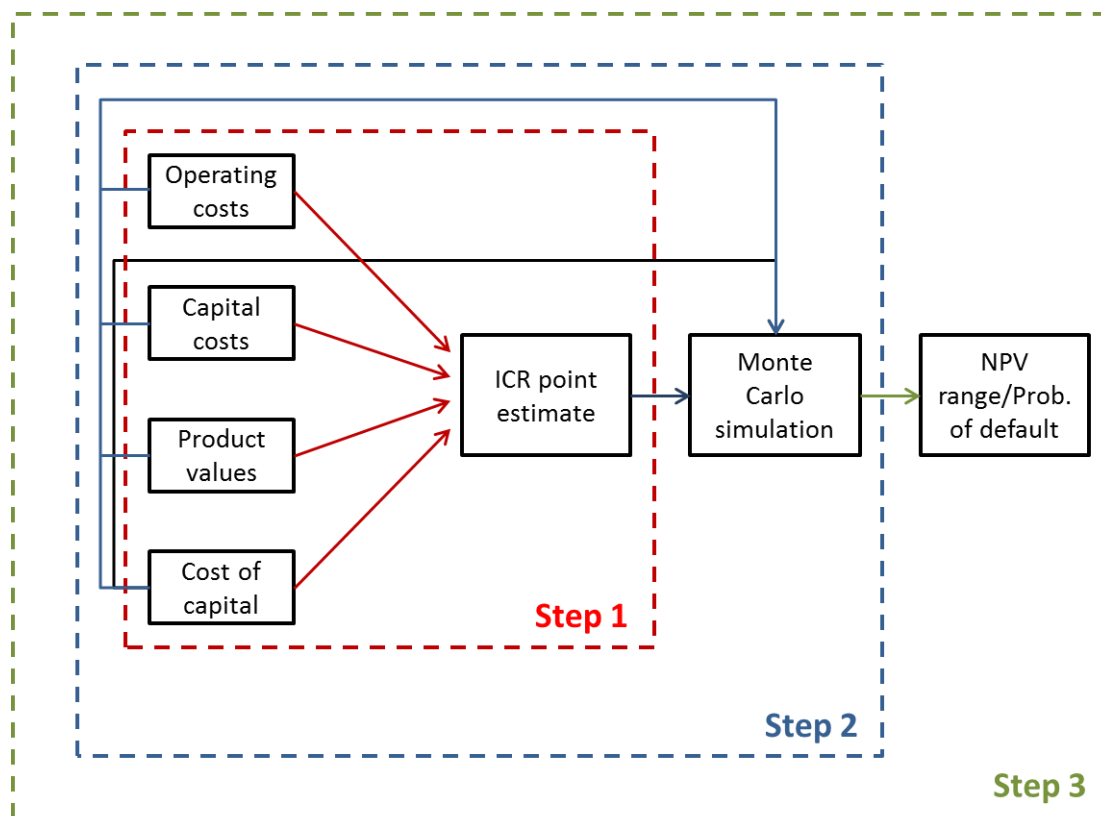 Operating
costs
Capital
costs
Product
values
Cost of
capital
ICR point
estimate
Monte
Carlo
simulation
NPV
range/Prob.
of default
Step 1
Step 2
Step 3